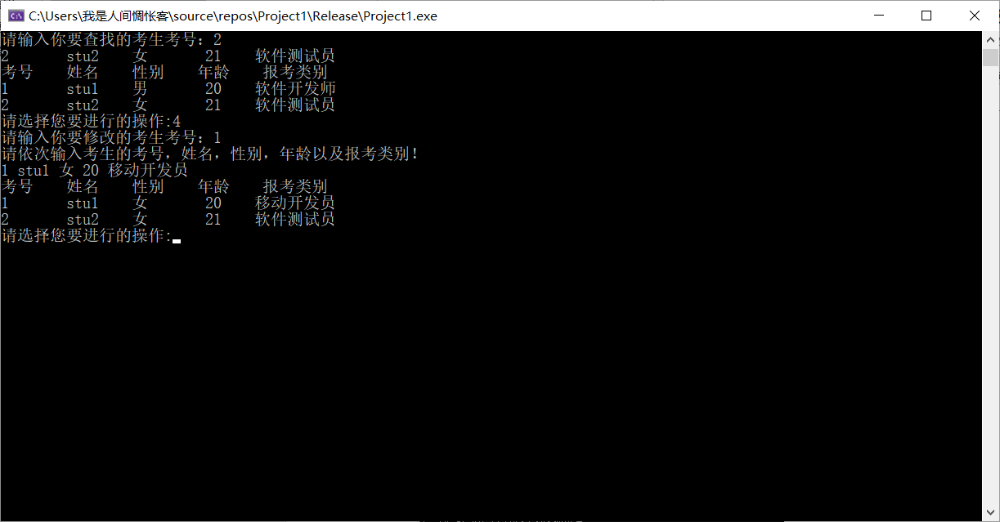 C:\Users\我是人间惆怅客\source\repos\Project1\Release\Project1.exe
请输入你要查找的考生考号：2
2 stu2 女 21 软件测试员
考号 姓名 性别 年龄 报考类别
1 stu1 男 20 软件开发师
2 stu2 女 21 软件测试员
请选择您要进行的操作:4
请输入你要修改的考生考号：1
请依次输入考生的考号，姓名，性别，年龄以及报考类别！
1 stu1 女 20 移动开发员
考号 姓名 性别 年龄 报考类别
1 stu1 女 20 移动开发员
2 stu2 女 21 软件测试员
请选择您要进行的操作: